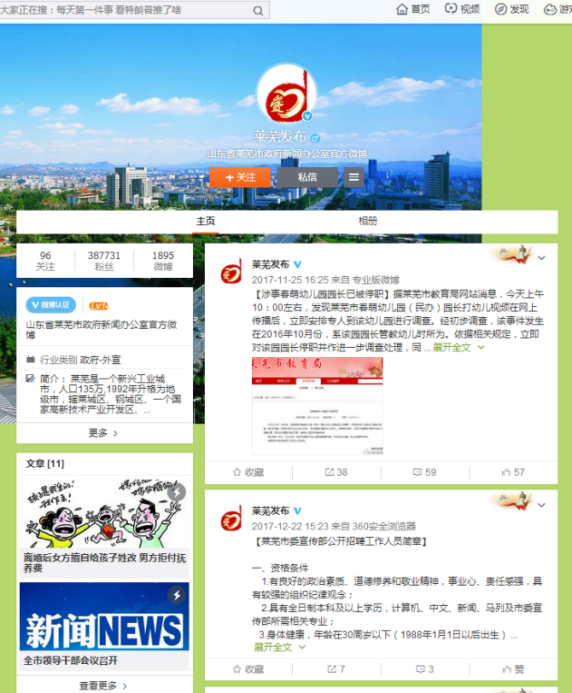 大家正在搜：每天第一件事 看特朗普推了啥
首页 视频 发现 游
莱芜发布
山东省莱芜市政府新闻办公室官方微博
+关注 私信
主页 相册
96 387731 1895
关注 粉丝 微博
微博认证 Lv6
山东省莱芜市政府新闻办公室官方微
博
行业类别 政府-外宣
简介： 莱芜是一个新兴工业城
市，人口135万,1992年升格为地
级市，辖莱城区、钢城区、一个国
家高新技术产业开发区、...
更多 >
文章 [11]
离婚后女方擅自给孩子姓改 男方拒付抚
养费
新闻NEWS
全市领导干部会议召开
查看更多 >
莱芜发布
2017-11-25 16:25 来自 专业版微博
【涉事春萌幼儿园园长已被停职】据莱芜市教育局网站消息，今天上午
10：00左右，发现莱芜市春萌幼儿园（民办）园长打幼儿视频在网上
传播后，立即安排专人到该幼儿园进行调查。经初步调查，该事件发生
在2016年10月份，系该园园长管教幼儿时所为。依据相关规定，立即
对该园园长停职并作进一步调查处理，同 ... 展开全文
莱芜市教育局
收藏 38 59 57
莱芜发布
2017-12-22 15:23 来自 360安全浏览器
【莱芜市委宣传部公开招聘工作人员简章】
一、资格条件
1.有良好的政治素质、道德修养和敬业精神，事业心、责任感强，具
有较强的组织纪律观念；
2.具有全日制本科及以上学历，计算机、中文、新闻、马列及市委宣
传部所需相关专业；
3.身体健康，年龄在30周岁以下（1988年1月1日以后出生） ...
展开全文
收藏 7 3 赞